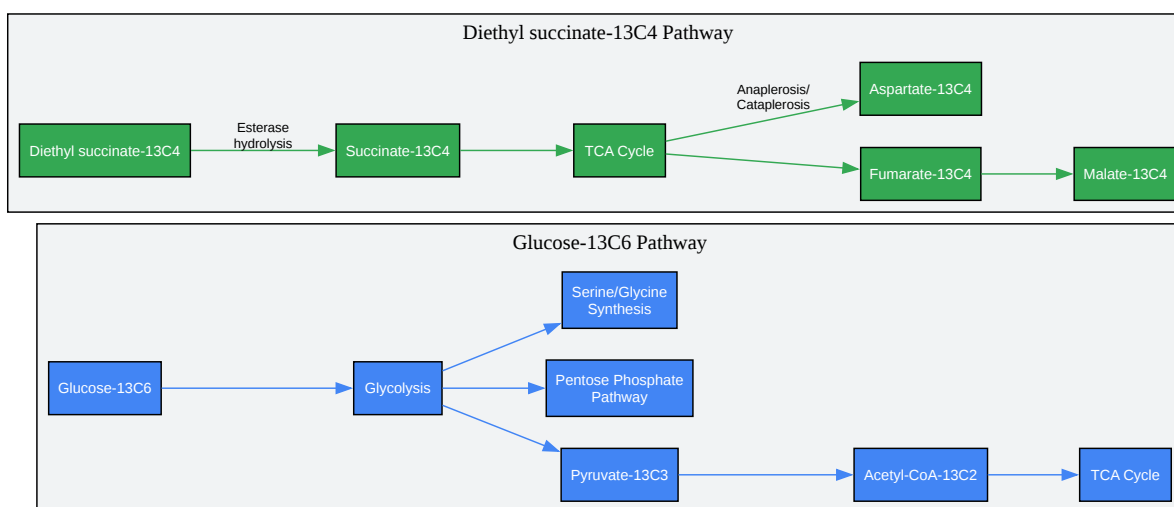 Diethyl succinate-13C4 Pathway
Anaplerosis/
Cataplerosis
Aspartate-13C4
Esterase
hydrolysis
Diethyl succinate-13C4
Succinate-13C4
TCA Cycle
Fumarate-13C4
Malate-13C4
Glucose-13C6 Pathway
Serine/Glycine
Synthesis
Glucose-13C6
Glycolysis
Pentose Phosphate
Pathway
Pyruvate-13C3
Acetyl-CoA-13C2
TCA Cycle